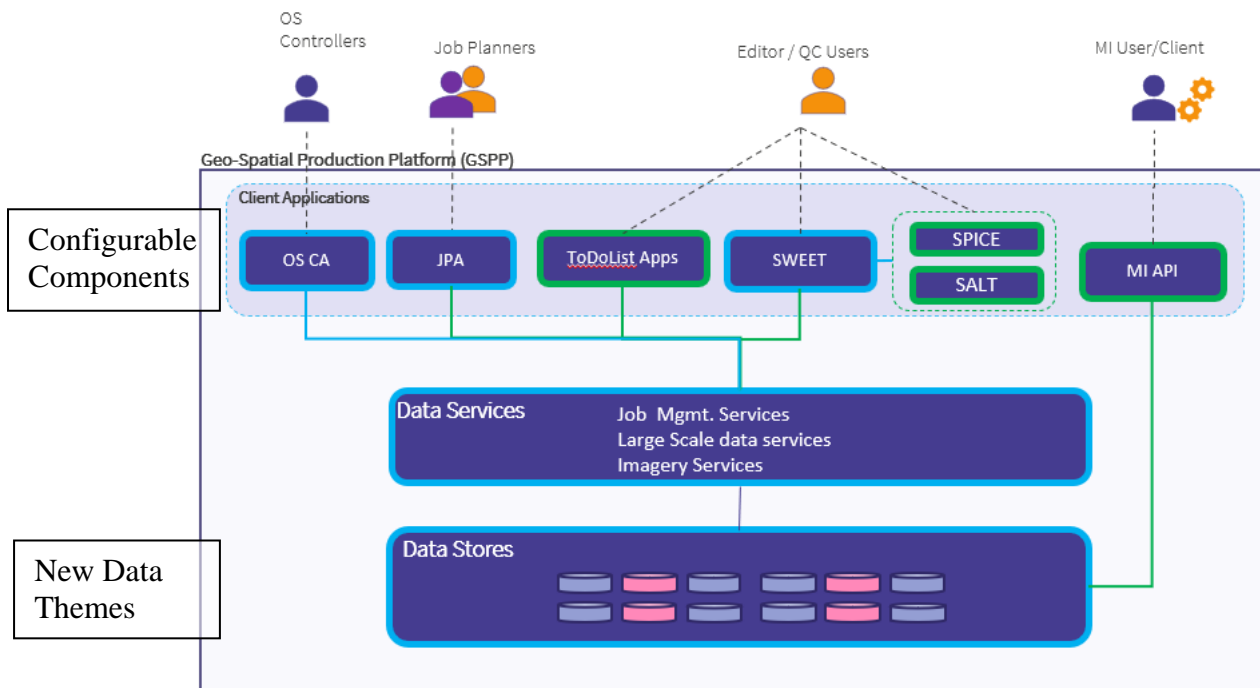 OS
Controllers
Job Planners
Editor / QC Users
MI User/Client
Geo-Spatial Production Platform (GSPP)
Client Applications
Configurable
Components
OS CA
JPA
ToDoList Apps
SWEET
SPICE
SALT
MI API
Data Services
Job Mgmt. Services
Large Scale data services
Imagery Services
New Data
Themes
Data Stores